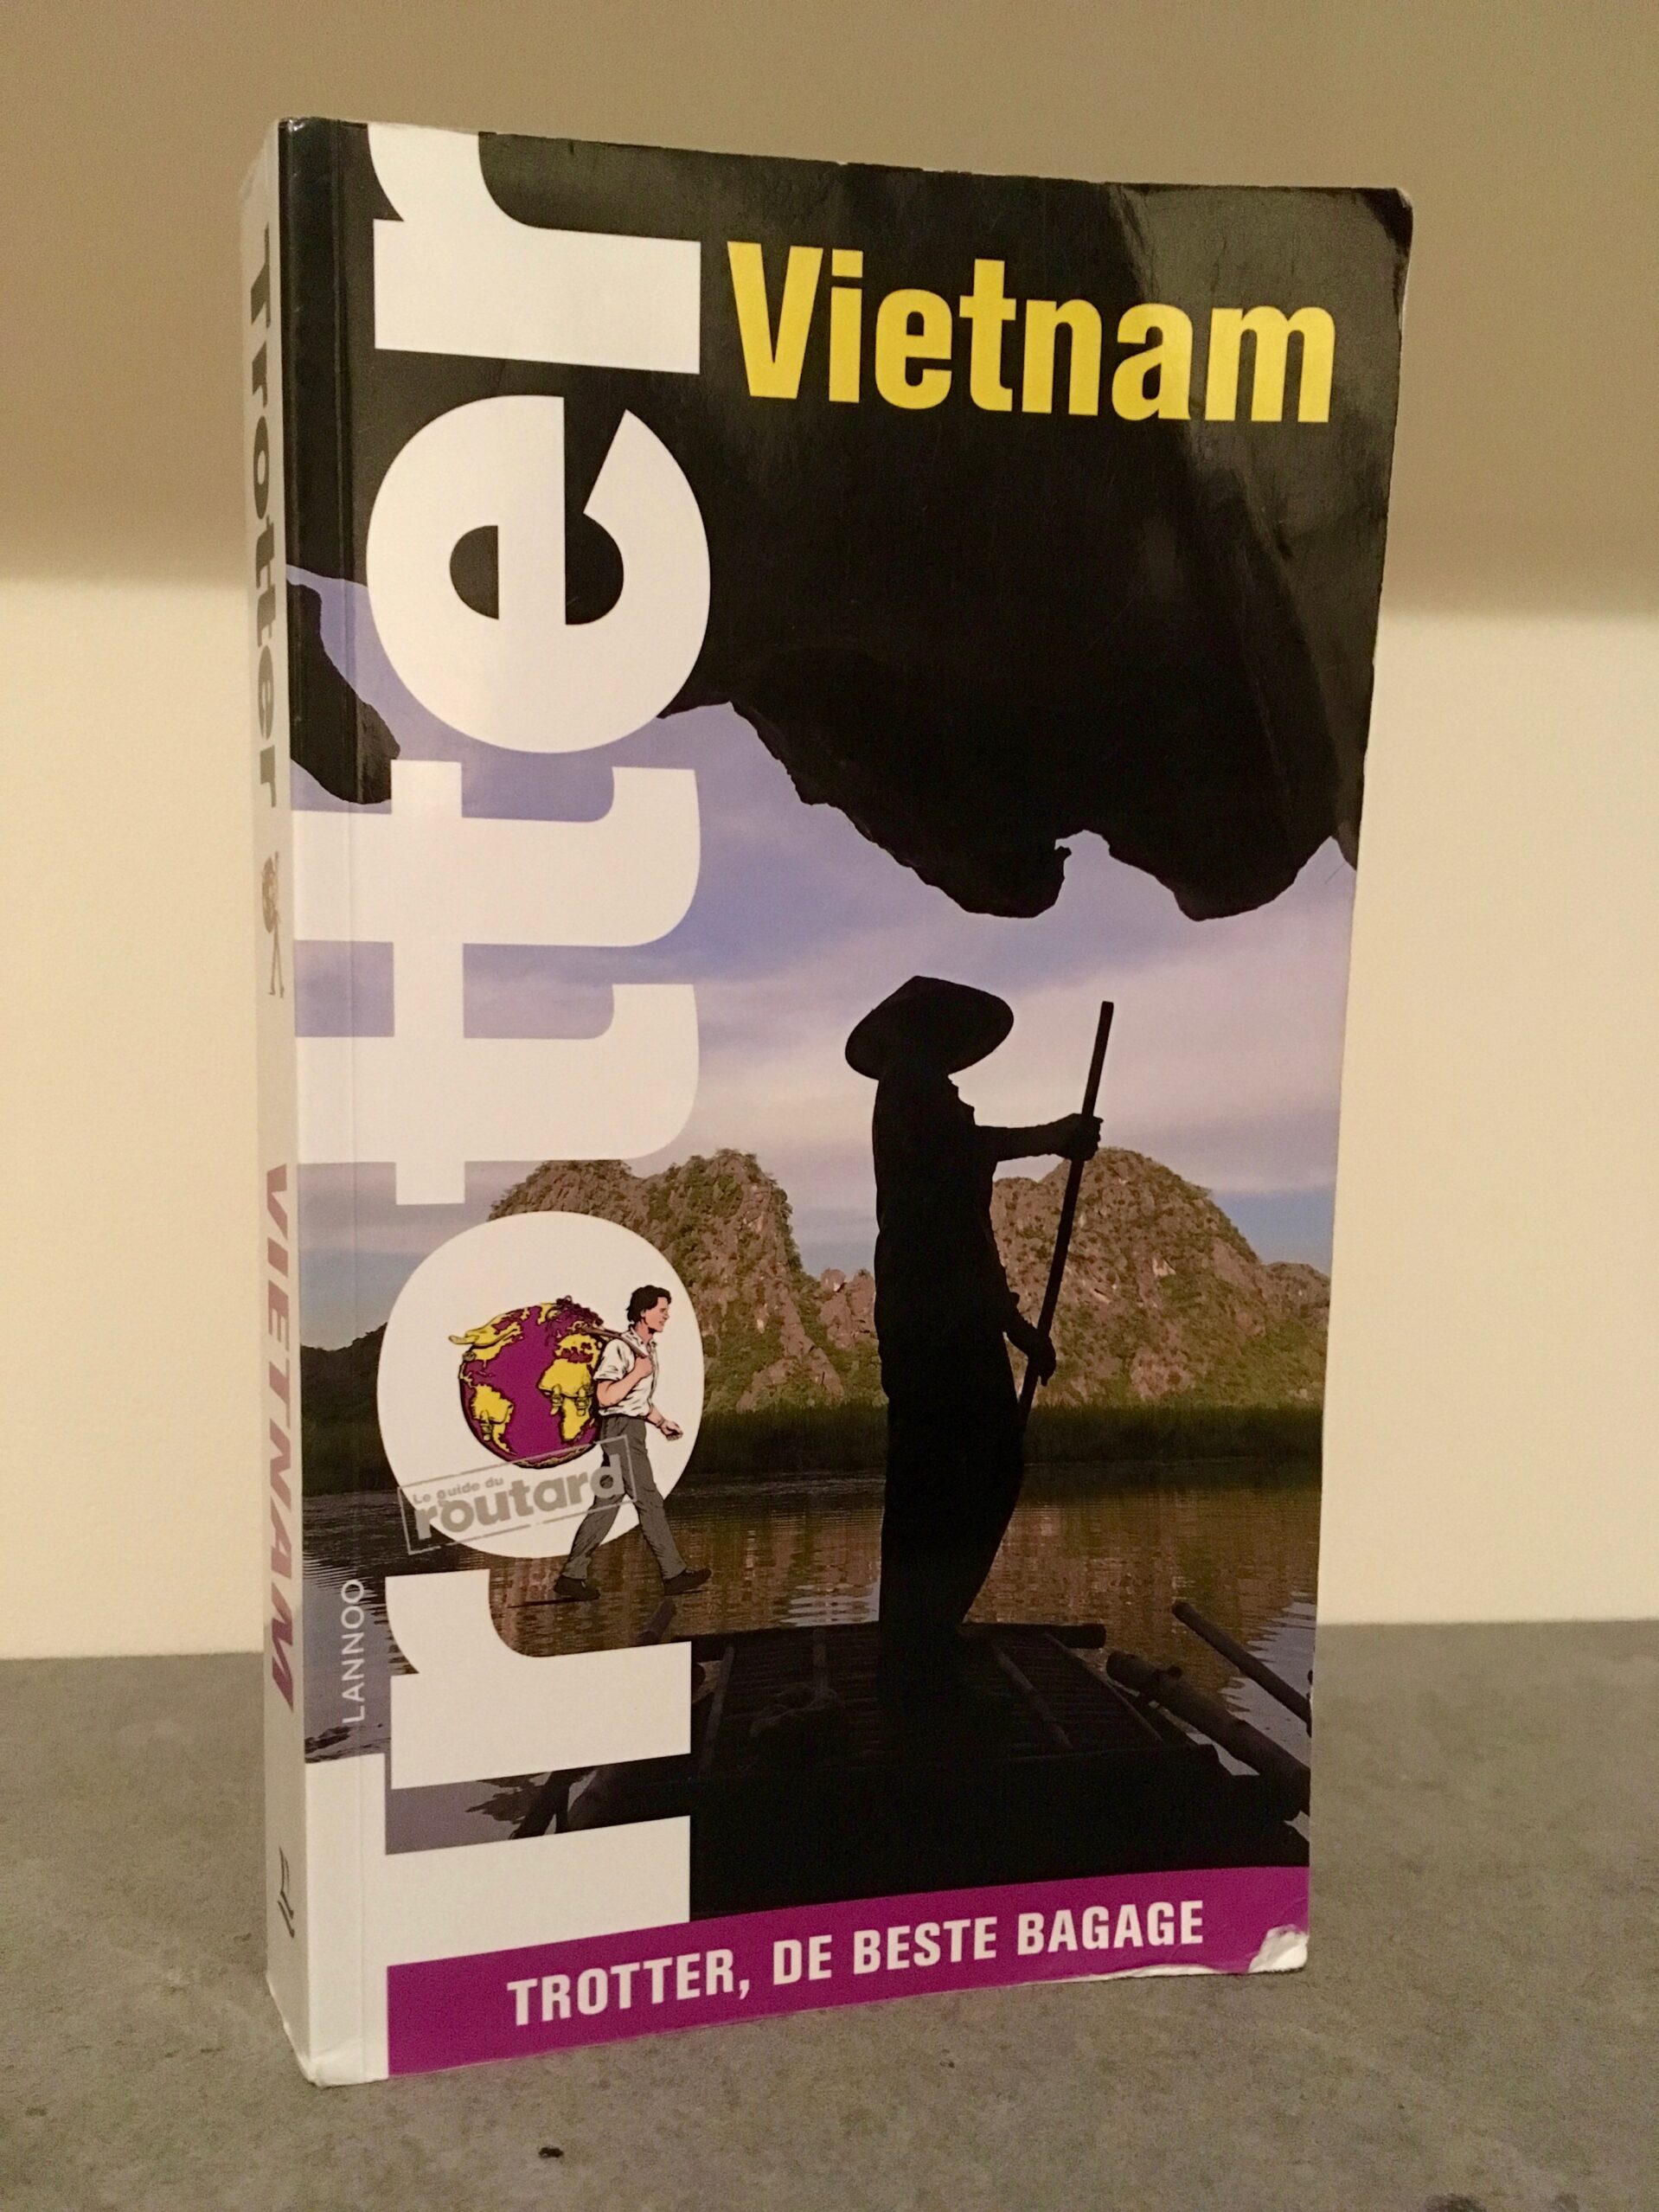 Trotter
VIETNAM
Trotter
Vietnam
Le guide du
routard
LANNOO
TROTTER, DE BESTE BAGAGE